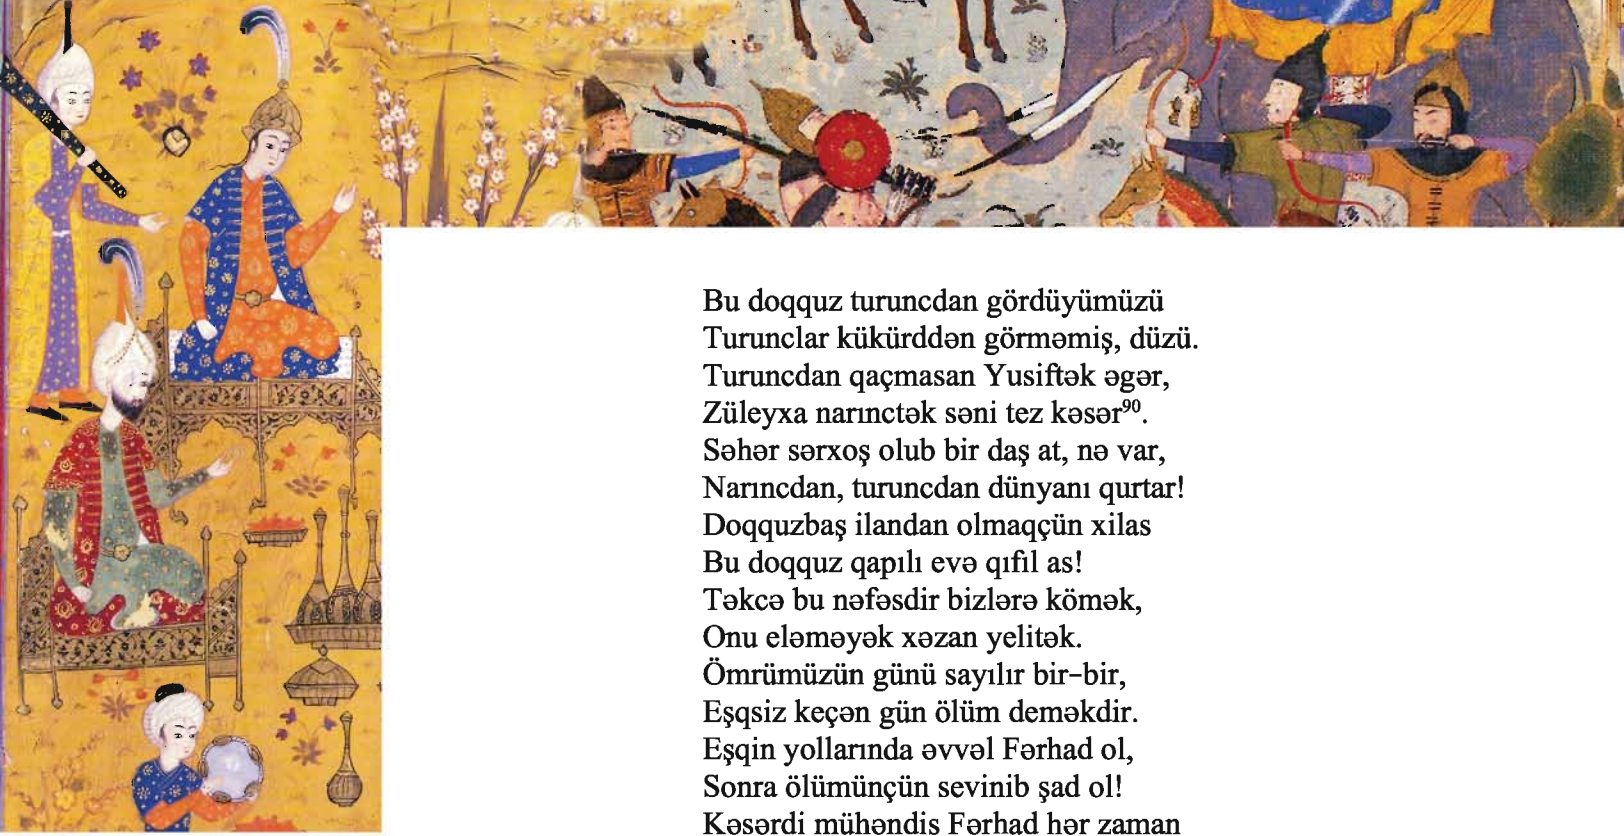 Bu doqquz turuncdan gördüyümüzü
Turunclar kükürddən görməmiş, düzü.
Turuncdan qaçmasan Yusiftək əgər,
Züleyxa narınctək səni tez kəsər⁹⁰.
Səhər sərxoş olub bir daş at, nə var,
Narıncdan, turuncdan dünyanı qurtar!
Doqquzbaş ilandan olmaqçün xilas
Bu doqquz qapılı evə qıfıl as!
Təkcə bu nəfəsdir bizlərə kömək,
Onu eləməyək xəzan yelitək.
Ömrümüzün günü sayılır bir-bir,
Eşqsiz keçən gün ölüm deməkdir.
Eşqin yollarında əvvəl Fərhad ol,
Sonra ölümünçün sevinib şad ol!
Kəsərdi mühəndis Fərhad hər zaman